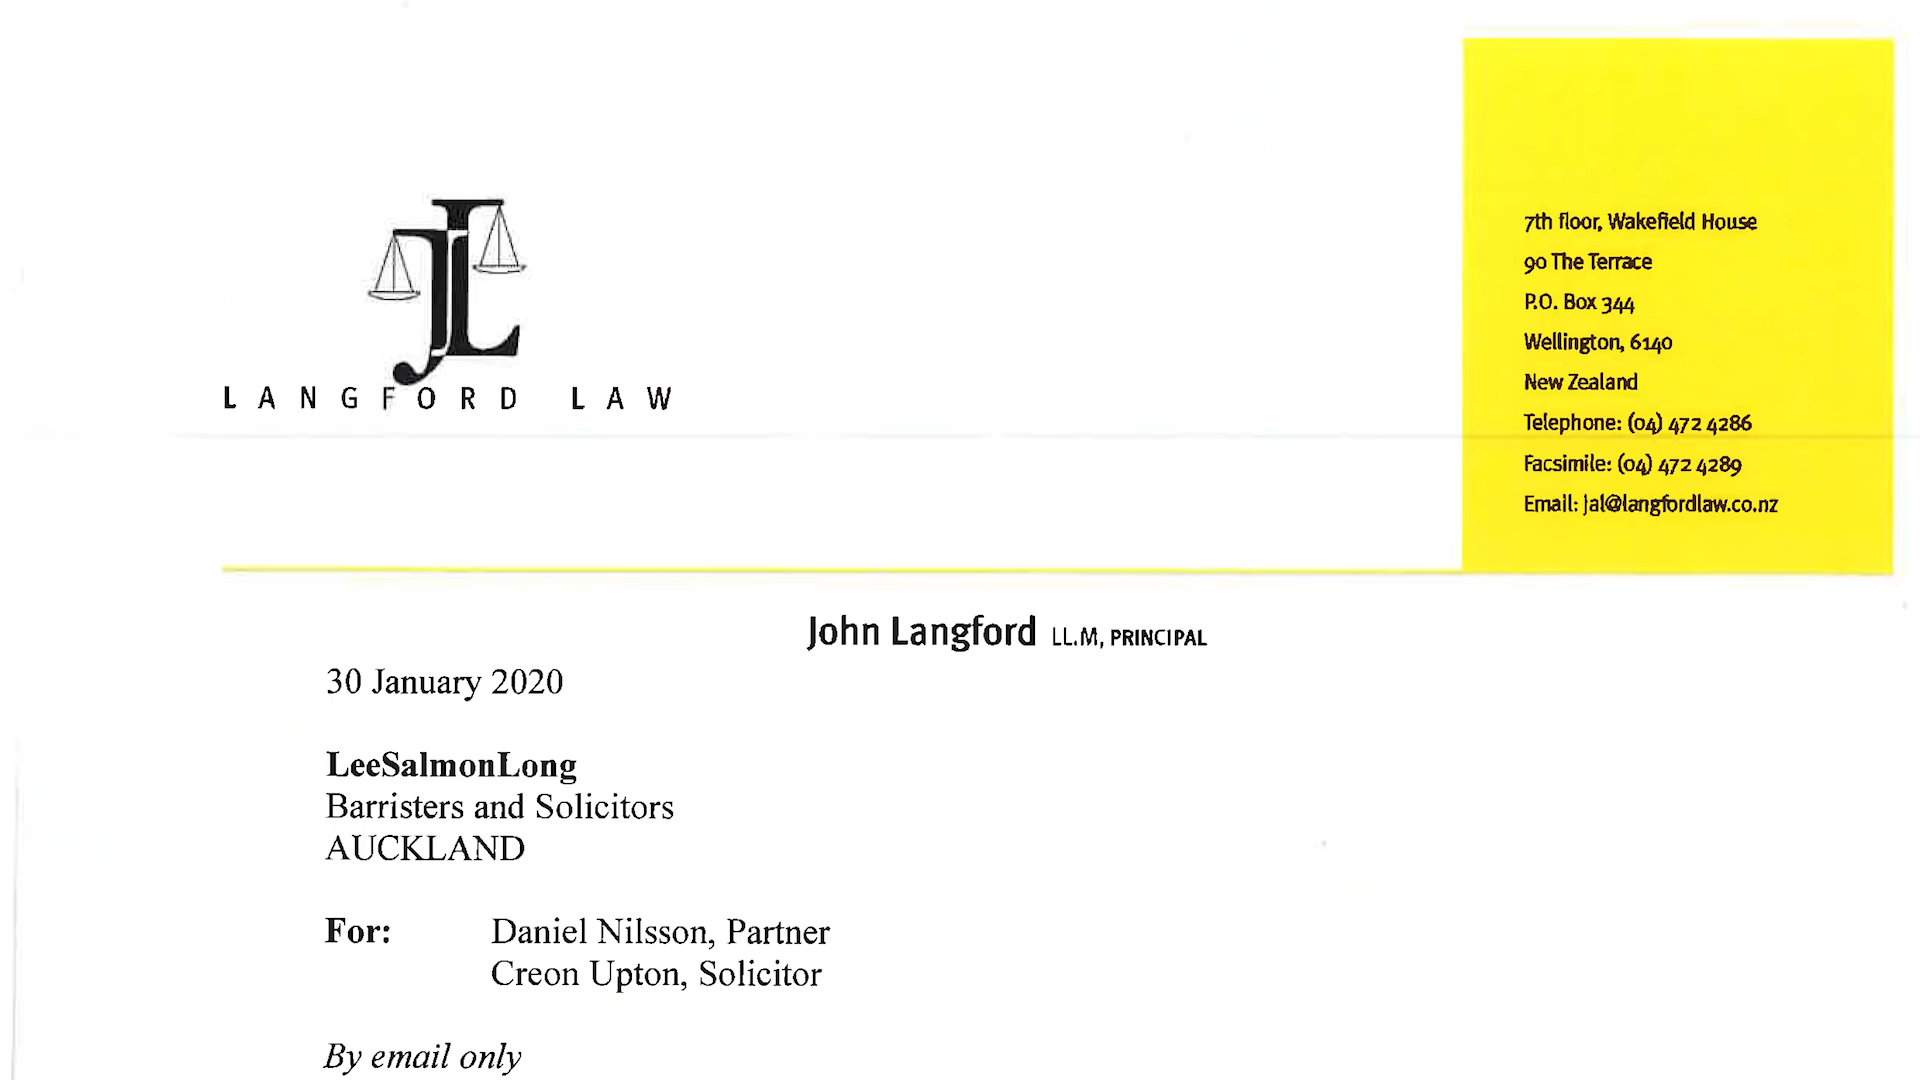 JL
LANGFORD LAW
7th floor, Wakefield House
90 The Terrace
P.O. Box 344
Wellington, 6140
New Zealand
Telephone: (04) 472 4286
Facsimile: (04) 472 4289
Email: jal@langfordlaw.co.nz
John Langford LL.M, PRINCIPAL
30 January 2020
LeeSalmonLong
Barristers and Solicitors
AUCKLAND
For: Daniel Nilsson, Partner
Creon Upton, Solicitor
By email only